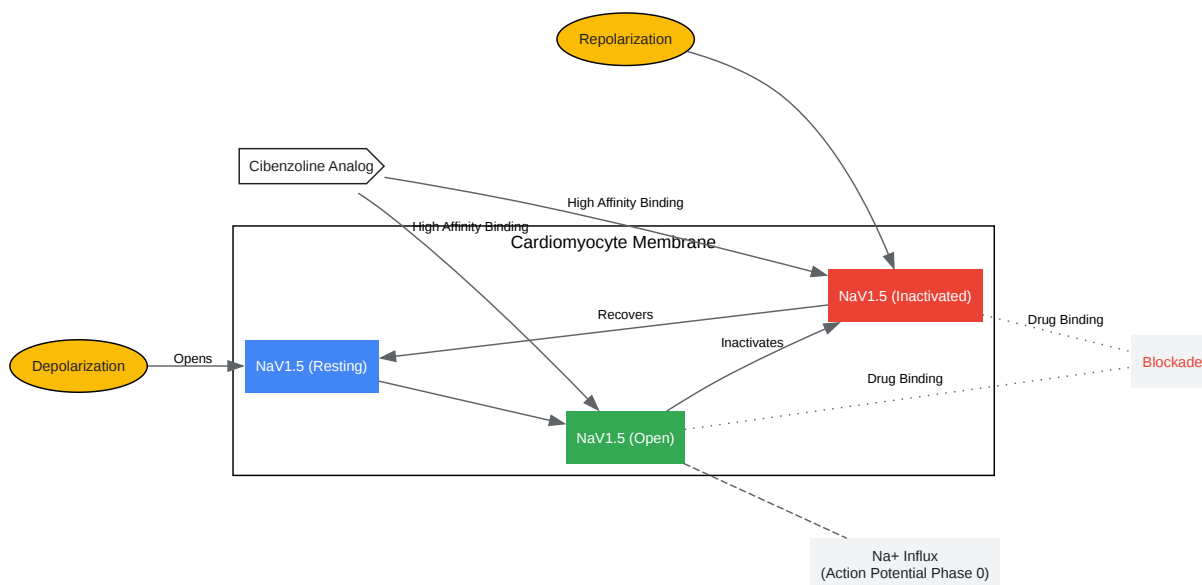 Repolarization
Cibenzoline Analog
High Affinity Binding
High Affinity Binding
Cardiomyocyte Membrane
NaV1.5 (Inactivated)
Recovers
Drug Binding
Inactivates
Depolarization
Opens
NaV1.5 (Resting)
Blockade
Drug Binding
NaV1.5 (Open)
Na+ Influx
(Action Potential Phase 0)